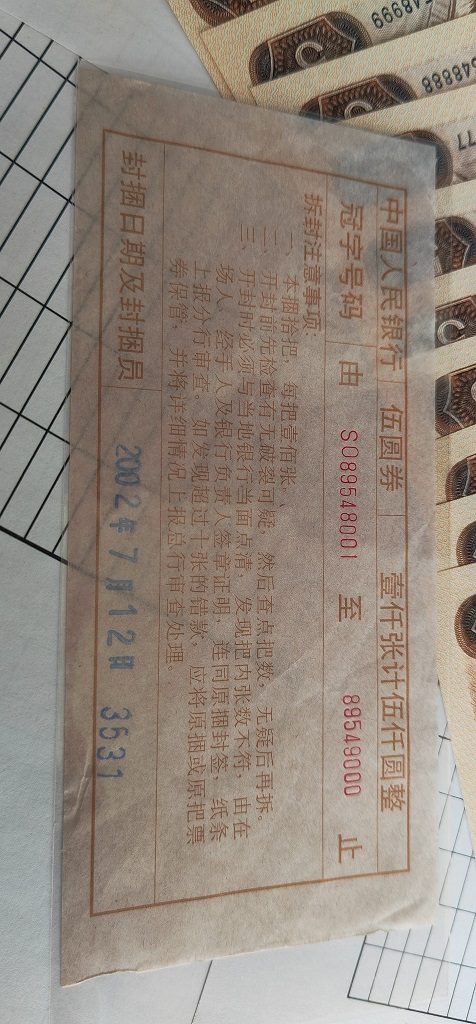 中国人民银行 伍圆券 壹仟张计伍仟圆整
冠字号码 由 S089548001 至 89549000 止
拆封注意事项:
一、本捆拾把,每把壹佰张。
二、开封前先检查有无破裂可疑,然后查点把数,无疑后再拆。
三、开封时必须与当地银行当面点清,发现把内张数不符,由在
场人、经手人及银行负责人签章证明,连同原捆封签,纸条
上报分行审查。如发现超过十张的错款,应将原捆或原把票
券保管,并将详细情况上报总行审查处理。
封捆日期及封捆员 2002年7月12日 3631
548999
548888
77